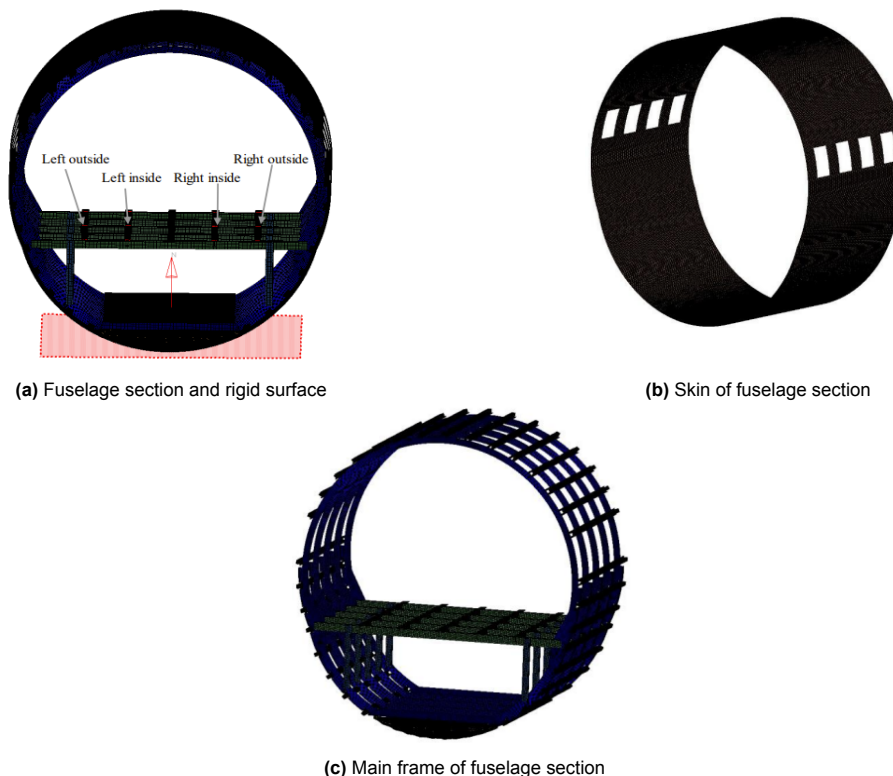 Left outside
Right outside
Left inside
Right inside
(a) Fuselage section and rigid surface
(b) Skin of fuselage section
(c) Main frame of fuselage section